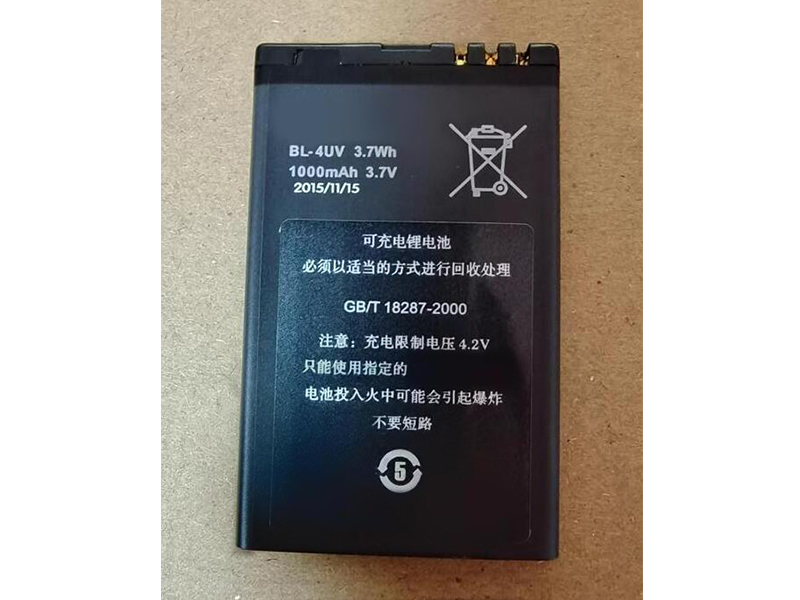 BL-4UV 3.7Wh
1000mAh 3.7V
2015/11/15
可充电锂电池
必须以适当的方式进行回收处理
GB/T 18287-2000
注意：充电限制电压4.2V
只能使用指定的
电池投入火中可能会引起爆炸
不要短路
5